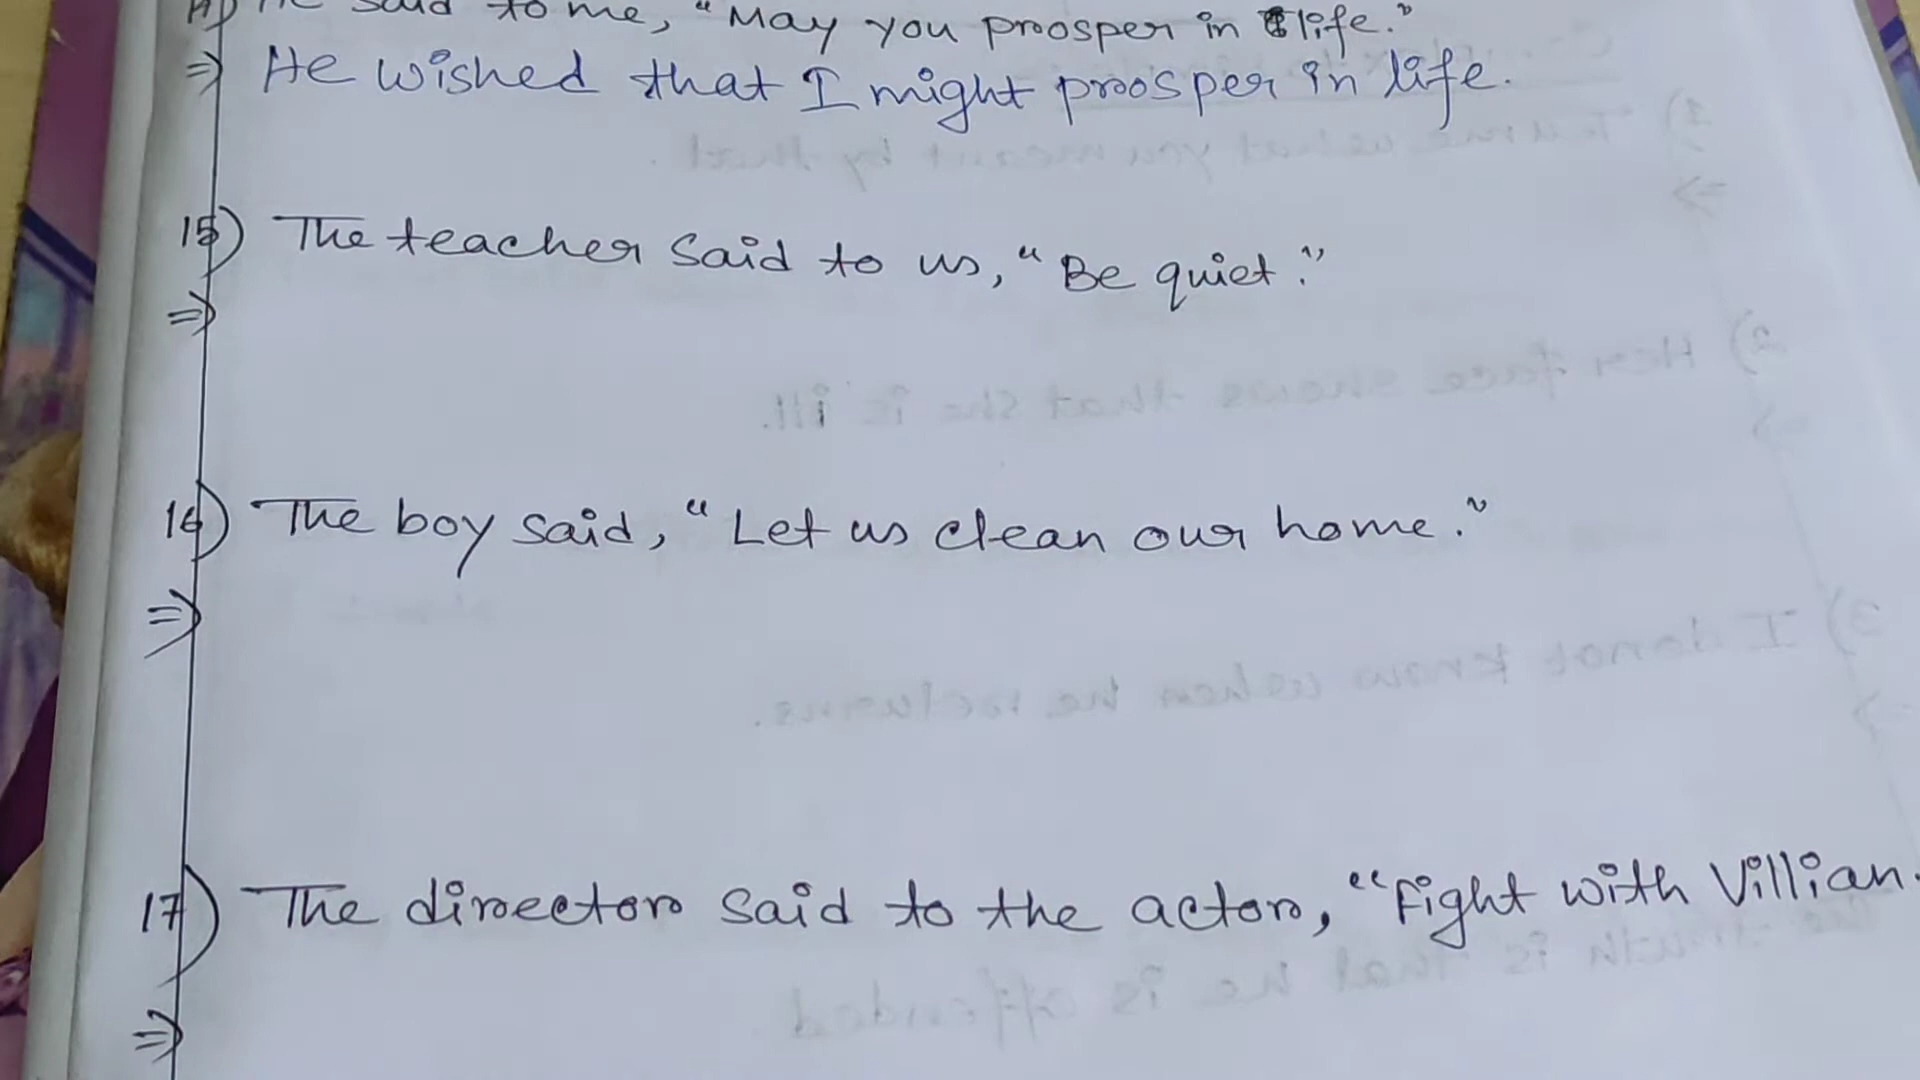 said to me, "May you prosper in life."
⇒ He wished that I might prosper in life.
15) The teacher said to us, "Be quiet."
⇒
16) The boy said, "Let us clean our home."
⇒
17) The director said to the actor, "Fight with Villian.
⇒